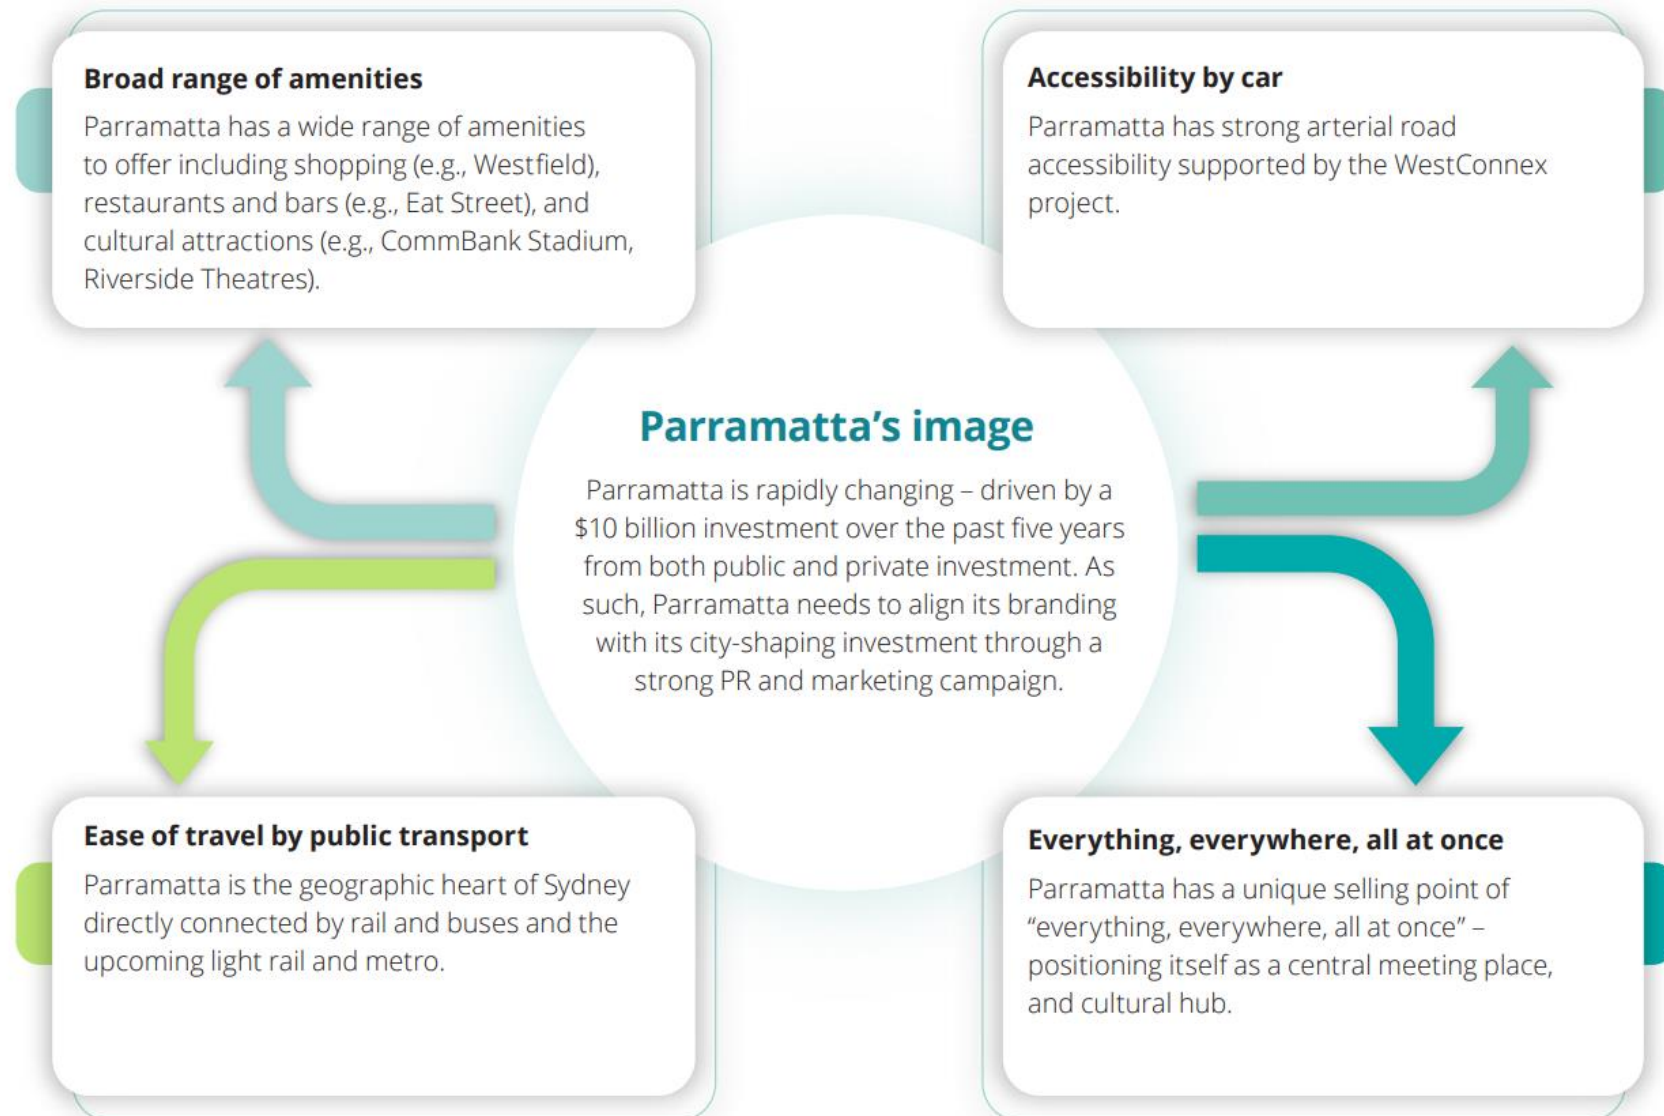 Broad range of amenities
Parramatta has a wide range of amenities
to offer including shopping (e.g., Westfield),
restaurants and bars (e.g., Eat Street), and
cultural attractions (e.g., CommBank Stadium,
Riverside Theatres).
Accessibility by car
Parramatta has strong arterial road
accessibility supported by the WestConnex
project.
Parramatta’s image
Parramatta is rapidly changing – driven by a
$10 billion investment over the past five years
from both public and private investment. As
such, Parramatta needs to align its branding
with its city-shaping investment through a
strong PR and marketing campaign.
Ease of travel by public transport
Parramatta is the geographic heart of Sydney
directly connected by rail and buses and the
upcoming light rail and metro.
Everything, everywhere, all at once
Parramatta has a unique selling point of
“everything, everywhere, all at once” –
positioning itself as a central meeting place,
and cultural hub.